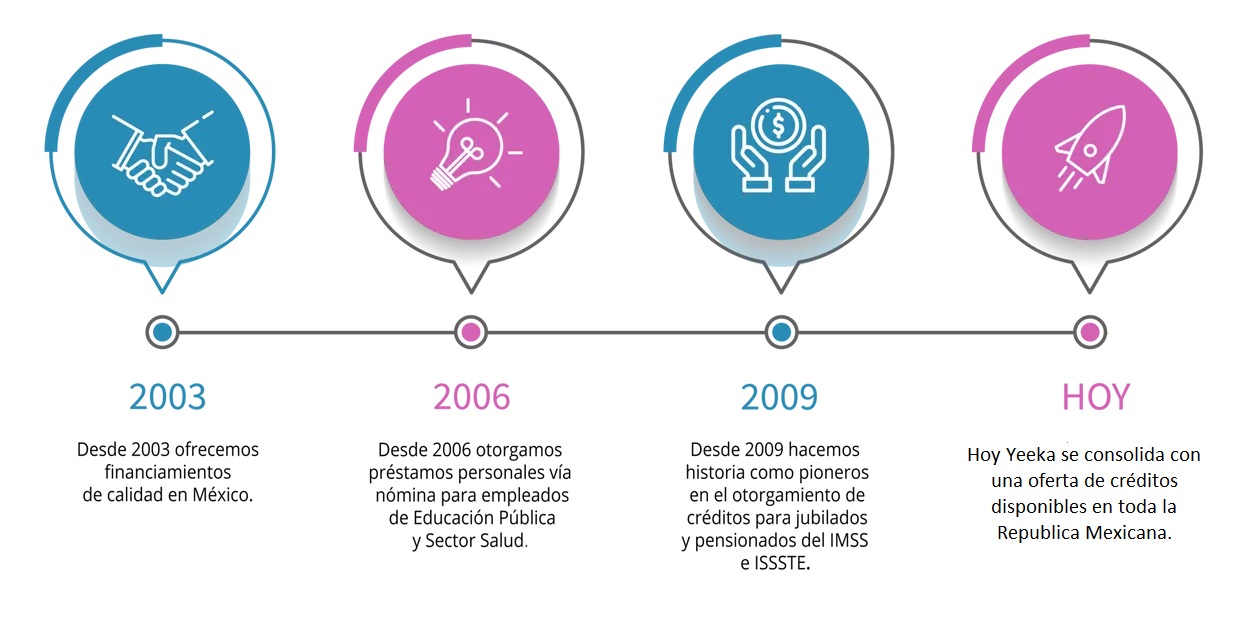 $
2003
Desde 2003 ofrecemos
financiamientos
de calidad en México.
2006
Desde 2006 otorgamos
préstamos personales vía
nómina para empleados
de Educación Pública
y Sector Salud.
2009
Desde 2009 hacemos
historia como pioneros
en el otorgamiento de
créditos para jubilados
y pensionados del IMSS
e ISSSTE.
HOY
Hoy Yeeka se consolida con
una oferta de créditos
disponibles en toda la
Republica Mexicana.